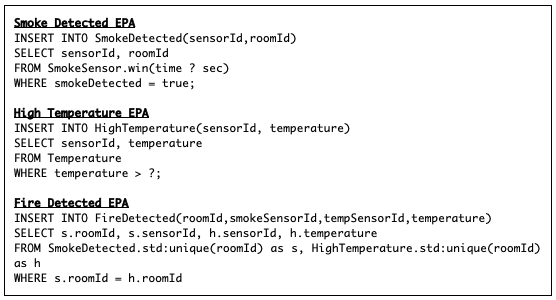 Smoke Detected EPA
INSERT INTO SmokeDetected(sensorId,roomId)
SELECT sensorId, roomId
FROM SmokeSensor.win(time ? sec)
WHERE smokeDetected = true;
High Temperature EPA
INSERT INTO HighTemperature(sensorId, temperature)
SELECT sensorId, temperature
FROM Temperature
WHERE temperature > ?;
Fire Detected EPA
INSERT INTO FireDetected(roomId,smokeSensorId,tempSensorId,temperature)
SELECT s.roomId, s.sensorId, h.sensorId, h.temperature
FROM SmokeDetected.std:unique(roomId) as s, HighTemperature.std:unique(roomId)
as h
WHERE s.roomId = h.roomId